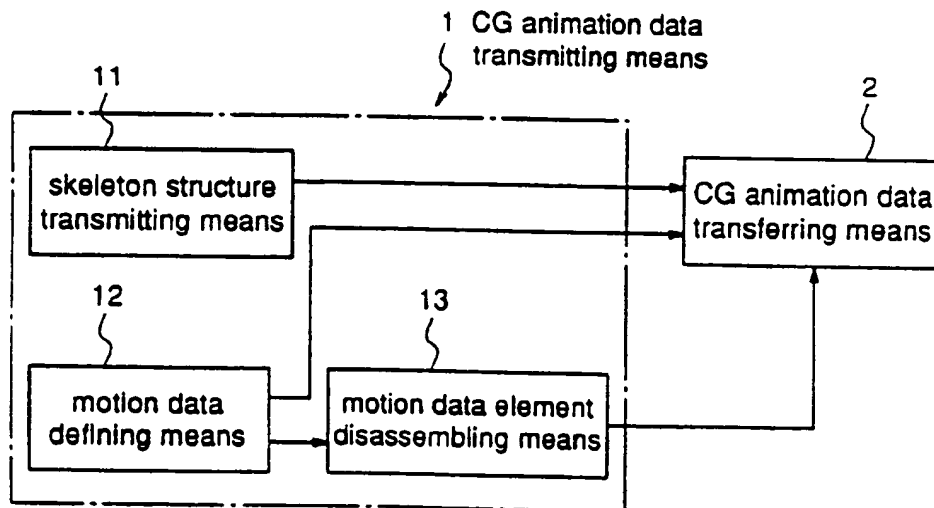 1 CG animation data
transmitting means
11
2
skeleton structure
transmitting means
CG animation data
transferring means
12
13
motion data
defining means
motion data element
disassembling means